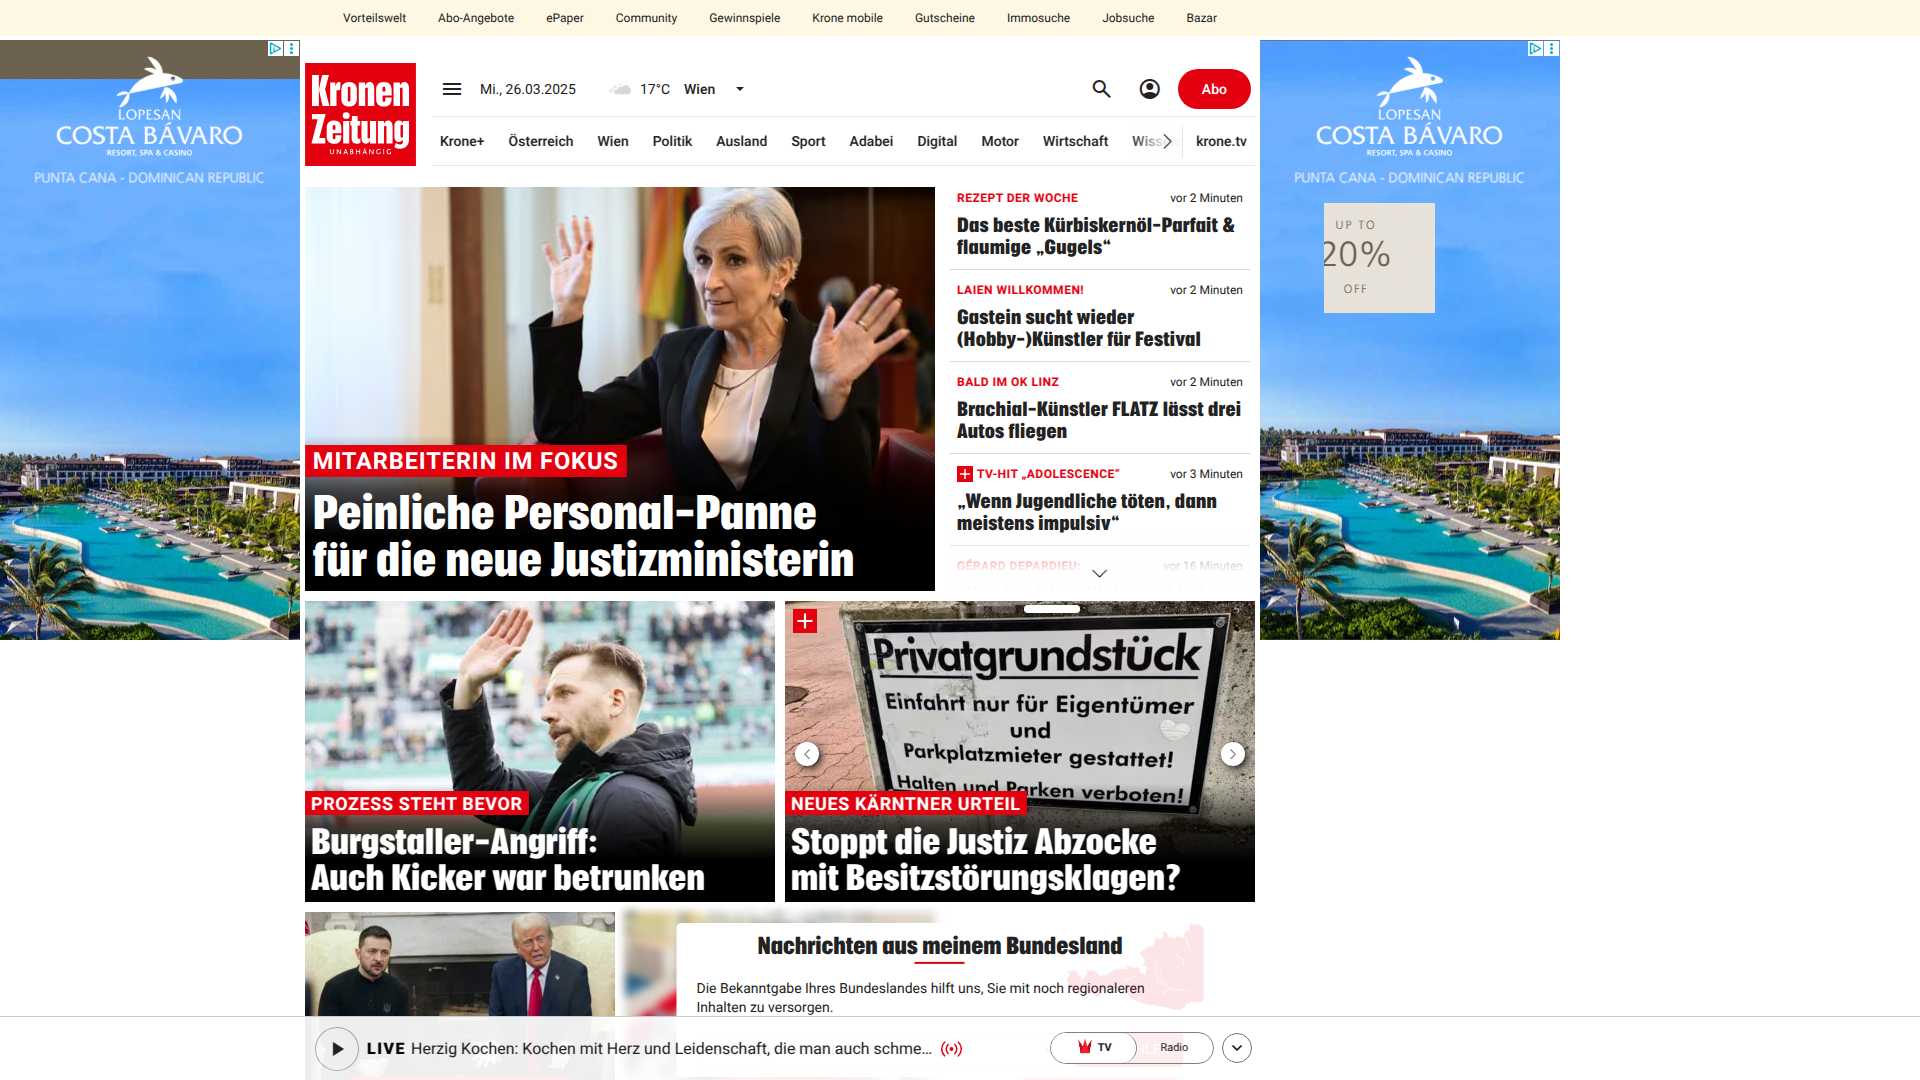 Vorteilswelt Abo-Angebote ePaper Community Gewinnspiele Krone mobile Gutscheine Immosuche Jobsuche Bazar
LOPESAN
COSTA BÁVARO
RESORT, SPA & CASINO
PUNTA CANA - DOMINICAN REPUBLIC
Kronen
Zeitung
UNABHÄNGIG
Mi., 26.03.2025 17°C Wien
Abo
Krone+ Österreich Wien Politik Ausland Sport Adabei Digital Motor Wirtschaft Wiss krone.tv
LOPESAN
COSTA BÁVARO
RESORT, SPA & CASINO
PUNTA CANA - DOMINICAN REPUBLIC
UP TO
20%
OFF
MITARBEITERIN IM FOKUS
Peinliche Personal-Panne
für die neue Justizministerin
REZEPT DER WOCHE vor 2 Minuten
Das beste Kürbiskernöl-Parfait &
flaumige „Gugels“
LAIEN WILLKOMMEN! vor 2 Minuten
Gastein sucht wieder
(Hobby-)Künstler für Festival
BALD IM OK LINZ vor 2 Minuten
Brachial-Künstler FLATZ lässt drei
Autos fliegen
TV-HIT „ADOLESCENCE“ vor 3 Minuten
„Wenn Jugendliche töten, dann
meistens impulsiv“
GÉRARD DEPARDIEU: vor 16 Minuten
PROZESS STEHT BEVOR
Burgstaller-Angriff:
Auch Kicker war betrunken
Privatgrundstück
Einfahrt nur für Eigentümer
und
Parkplatzmieter gestattet!
Halten und Parken verboten!
NEUES KÄRNTNER URTEIL
Stoppt die Justiz Abzocke
mit Besitzstörungsklagen?
Nachrichten aus meinem Bundesland
Die Bekanntgabe Ihres Bundeslandes hilft uns, Sie mit noch regionaleren
Inhalten zu versorgen.
LIVE Herzig Kochen: Kochen mit Herz und Leidenschaft, die man auch schme...
TV Radio